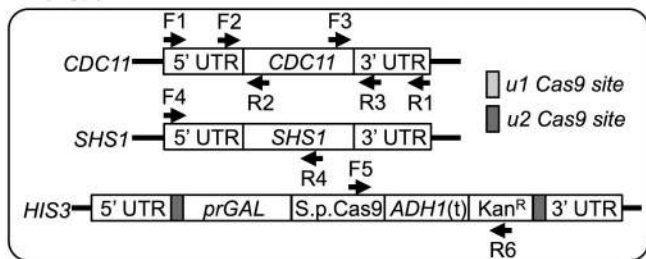 F1 F2 F3
CDC11 5' UTR CDC11 3' UTR
R2 R3 R1
F4
SHS1 5' UTR SHS1 3' UTR
R4 F5
HIS3 5' UTR prGAL S.p.Cas9 ADH1(t) KanR 3' UTR
R6
u1 Cas9 site
u2 Cas9 site